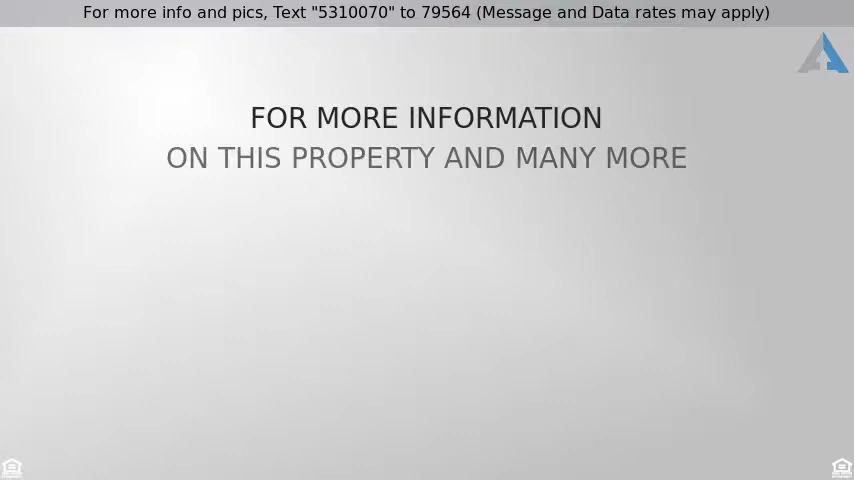 For more info and pics, Text "5310070" to 79564 (Message and Data rates may apply)
FOR MORE INFORMATION
ON THIS PROPERTY AND MANY MORE